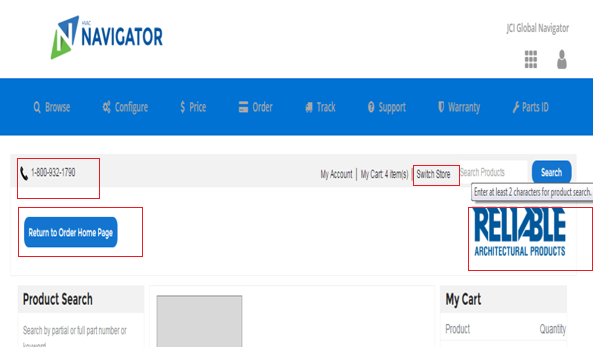 HVAC
NAVIGATOR
JCI Global Navigator
Browse Configure $ Price Order Track Support Warranty Parts ID
1-800-932-1790 My Account | My Cart: 4 item(s) | Switch Store Search Products Search
Enter at least 2 characters for product search.
Return to Order Home Page
RELIABLE
ARCHITECTURAL PRODUCTS
Product Search My Cart
Search by partial or full part number or Product Quantity
keyword